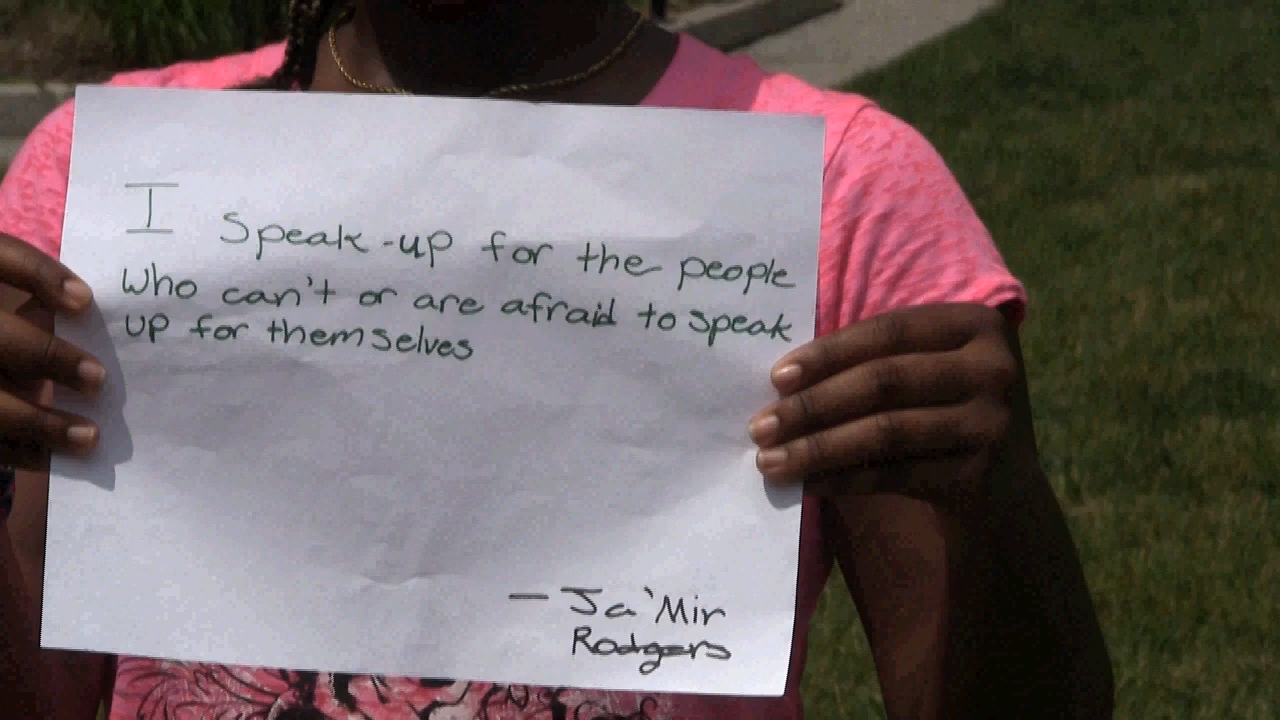 I speak-up for the people
who can't or are afraid to speak
up for themselves
- Ja'Mir
Rodgers